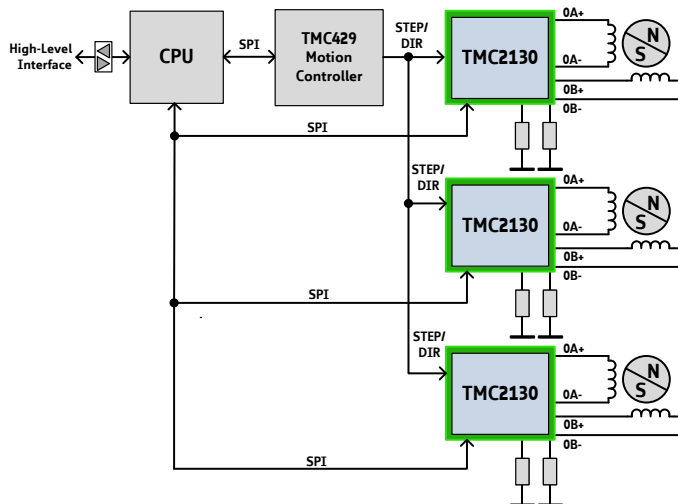 High-Level
Interface
CPU
SPI
TMC429
Motion
Controller
STEP/
DIR
TMC2130
0A+
0A-
0B+
0B-
N
S
SPI
STEP/
DIR
TMC2130
0A+
0A-
0B+
0B-
N
S
SPI
STEP/
DIR
TMC2130
0A+
0A-
0B+
0B-
N
S
SPI